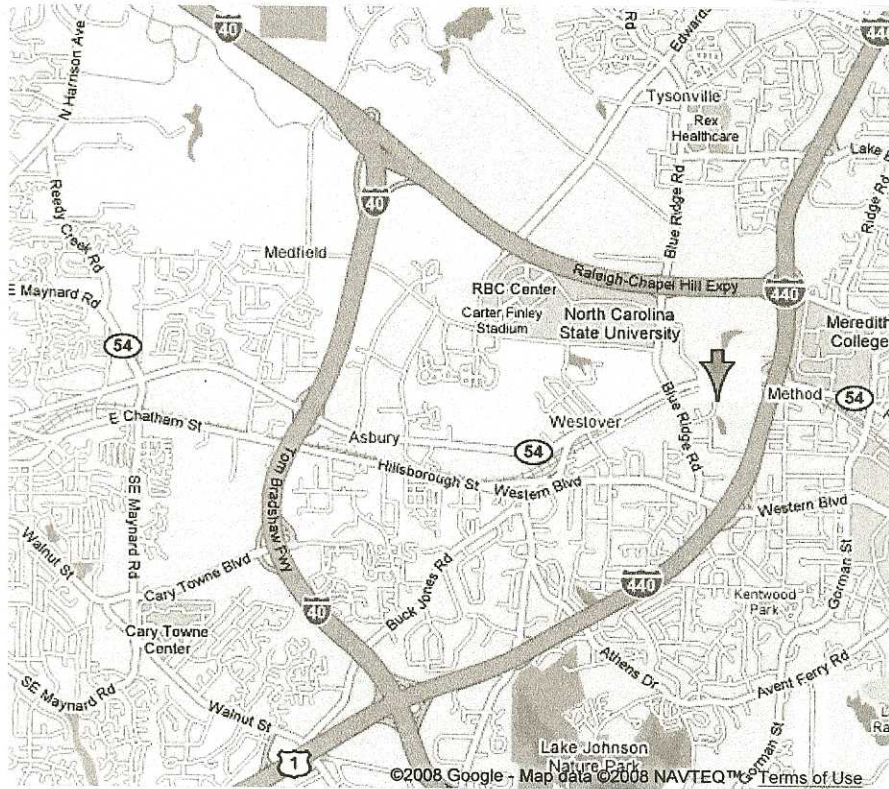 40
440
Rd
Edwards
N Harrison Ave
Tysonville
Rex
Healthcare
Lake
Ridge Rd
Reedy Creek Rd
40
Blue Ridge Rd
Medfield
Raleigh-Chapel Hill Expy
E Maynard Rd
RBC Center
440
Carter Finley
Stadium
North Carolina
State University
Meredith
College
54
Method
54
Blue Ridge Rd
E Chatham St
Westover
Asbury
54
Hillsborough St
Western Blvd
Tom Bradshaw Fwy
SE Maynard Rd
Western Blvd
Walnut St
Cary Towne Blvd
Buck Jones Rd
440
Gorman St
40
Kentwood
Park
Cary Towne
Center
Athens Dr
Avent Ferry Rd
SE Maynard Rd
Walnut St
L
Ra
Gorman St
1
Lake Johnson
Nature Park
©2008 Google - Map data ©2008 NAVTEQ™ - Terms of Use